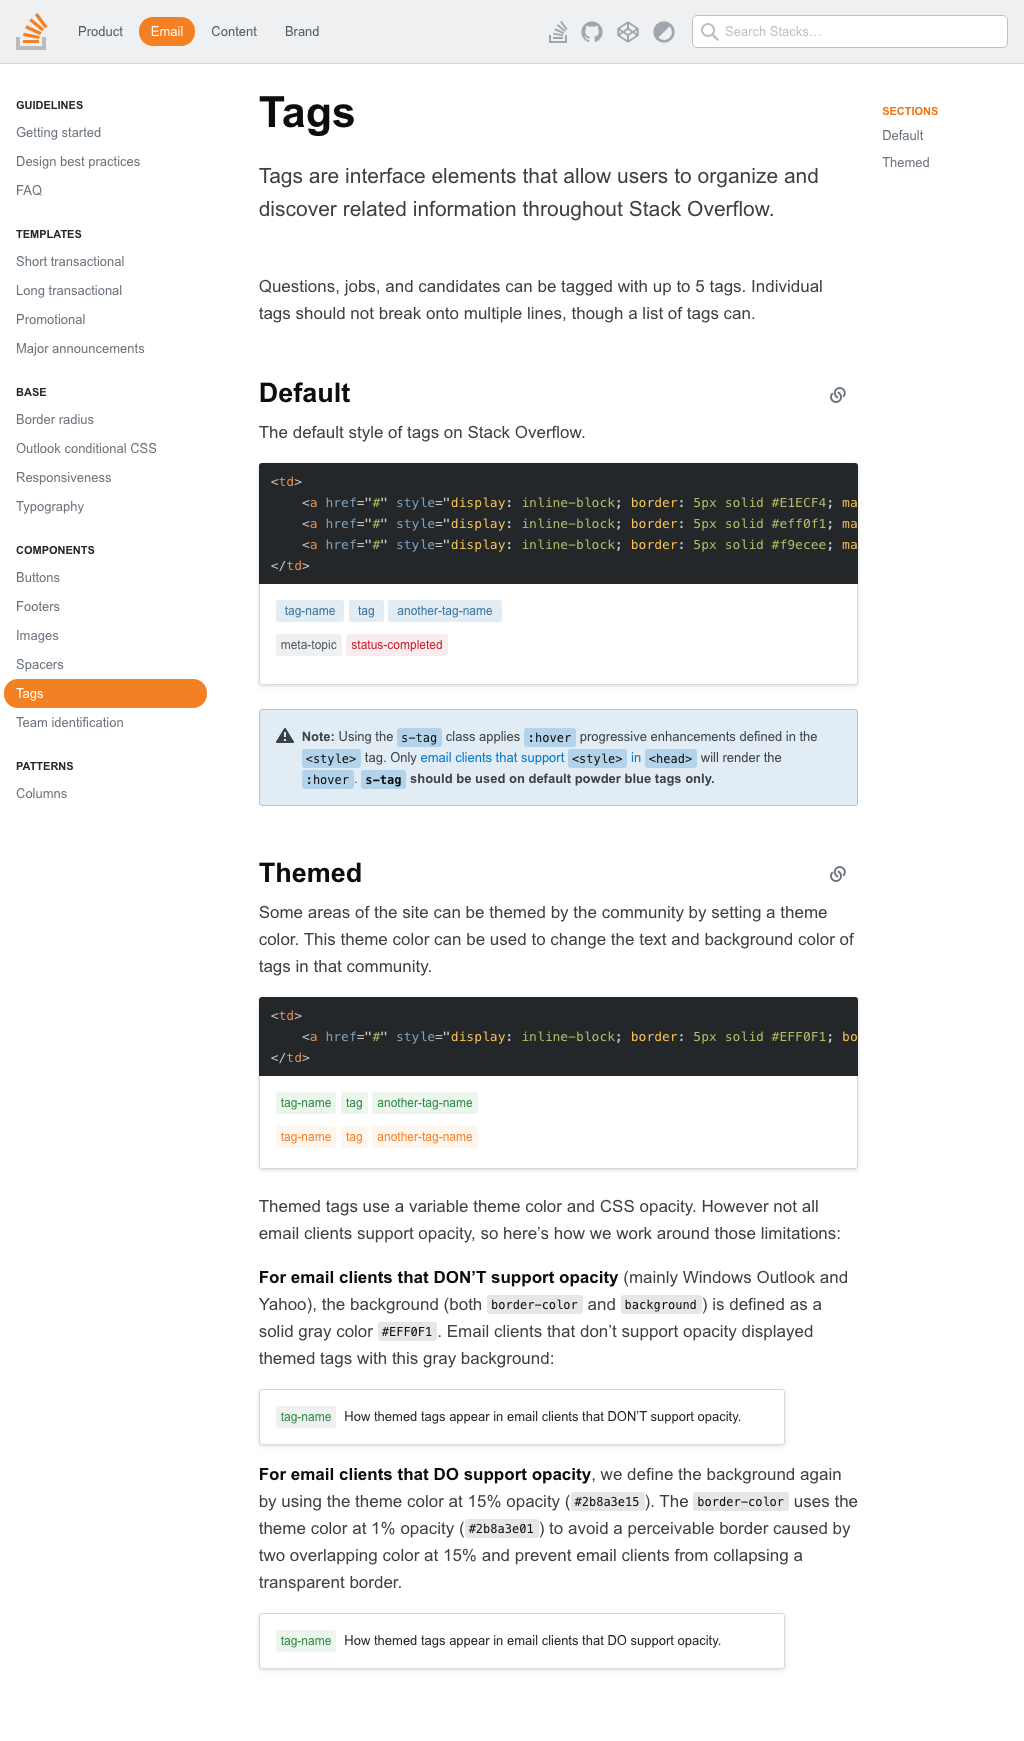 Product Email Content Brand Search Stacks...
GUIDELINES
Getting started
Design best practices
FAQ
TEMPLATES
Short transactional
Long transactional
Promotional
Major announcements
BASE
Border radius
Outlook conditional CSS
Responsiveness
Typography
COMPONENTS
Buttons
Footers
Images
Spacers
Tags
Team identification
PATTERNS
Columns
Tags
Tags are interface elements that allow users to organize and
discover related information throughout Stack Overflow.
Questions, jobs, and candidates can be tagged with up to 5 tags. Individual
tags should not break onto multiple lines, though a list of tags can.
Default
The default style of tags on Stack Overflow.
<td>
<a href="#" style="display: inline-block; border: 5px solid #E1ECF4; ma
<a href="#" style="display: inline-block; border: 5px solid #eff0f1; ma
<a href="#" style="display: inline-block; border: 5px solid #f9ecee; ma
</td>
tag-name tag another-tag-name
meta-topic status-completed
Note: Using the s-tag class applies :hover progressive enhancements defined in the
<style> tag. Only email clients that support <style> in <head> will render the
:hover. s-tag should be used on default powder blue tags only.
Themed
Some areas of the site can be themed by the community by setting a theme
color. This theme color can be used to change the text and background color of
tags in that community.
<td>
<a href="#" style="display: inline-block; border: 5px solid #EFF0F1; bo
</td>
tag-name tag another-tag-name
tag-name tag another-tag-name
Themed tags use a variable theme color and CSS opacity. However not all
email clients support opacity, so here’s how we work around those limitations:
For email clients that DON’T support opacity (mainly Windows Outlook and
Yahoo), the background (both border-color and background) is defined as a
solid gray color #EFF0F1. Email clients that don’t support opacity displayed
themed tags with this gray background:
tag-name How themed tags appear in email clients that DON’T support opacity.
For email clients that DO support opacity, we define the background again
by using the theme color at 15% opacity (#2b8a3e15). The border-color uses the
theme color at 1% opacity (#2b8a3e01) to avoid a perceivable border caused by
two overlapping color at 15% and prevent email clients from collapsing a
transparent border.
tag-name How themed tags appear in email clients that DO support opacity.
SECTIONS
Default
Themed